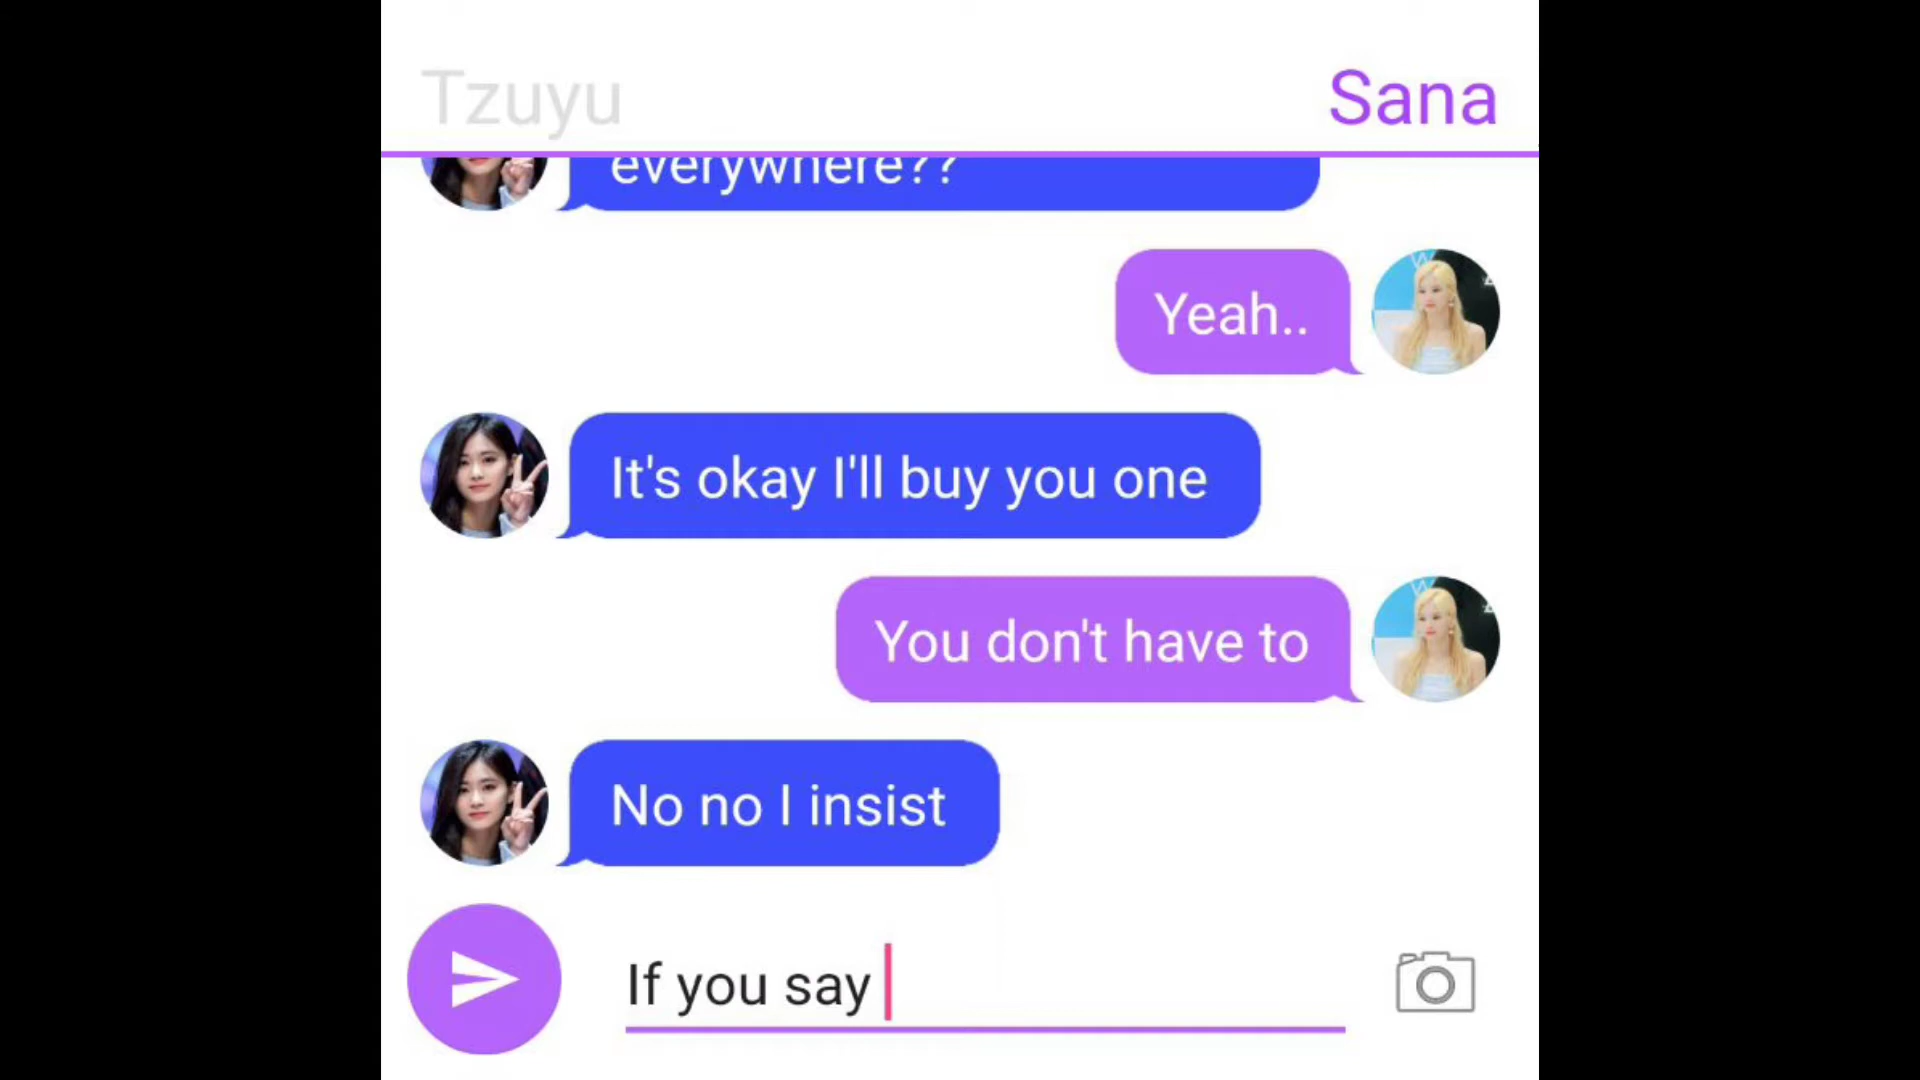 Tzuyu
Sana
everywhere??
Yeah..
It's okay I'll buy you one
You don't have to
No no I insist
If you say